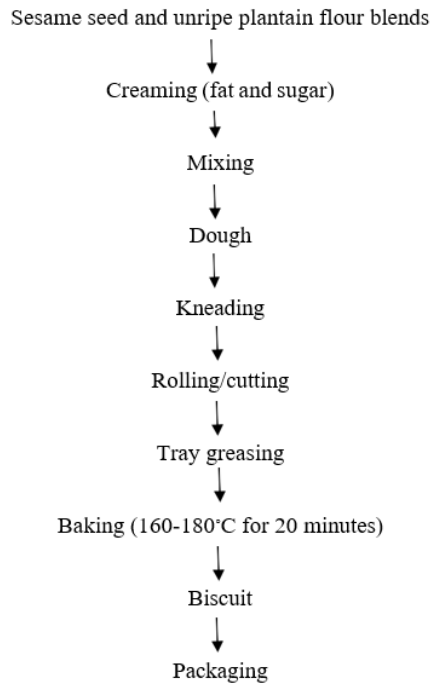 Sesame seed and unripe plantain flour blends
Creaming (fat and sugar)
Mixing
Dough
Kneading
Rolling/cutting
Tray greasing
Baking (160-180°C for 20 minutes)
Biscuit
Packaging